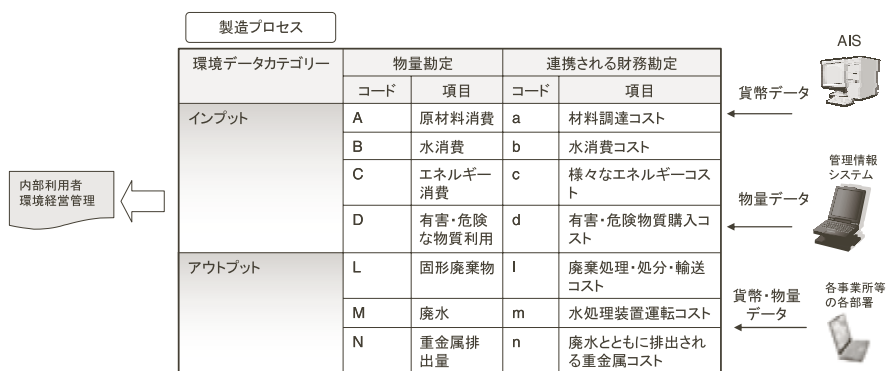 製造プロセス
環境データカテゴリー 物量勘定 連携される財務勘定
コード 項目 コード 項目
インプット A 原材料消費 a 材料調達コスト
B 水消費 b 水消費コスト
C エネルギー c 様々なエネルギーコス
消費 ト
D 有害・危険 d 有害・危険物質購入コ
な物質利用 スト
アウトプット L 固形廃棄物 l 廃棄処理・処分・輸送
コスト
M 廃水 m 水処理装置運転コスト
N 重金属排 n 廃水とともに排出され
出量 る重金属コスト
内部利用者
環境経営管理
AIS
貨幣データ
管理情報
システム
物量データ
各事業所等
の各部署
貨幣・物量
データ